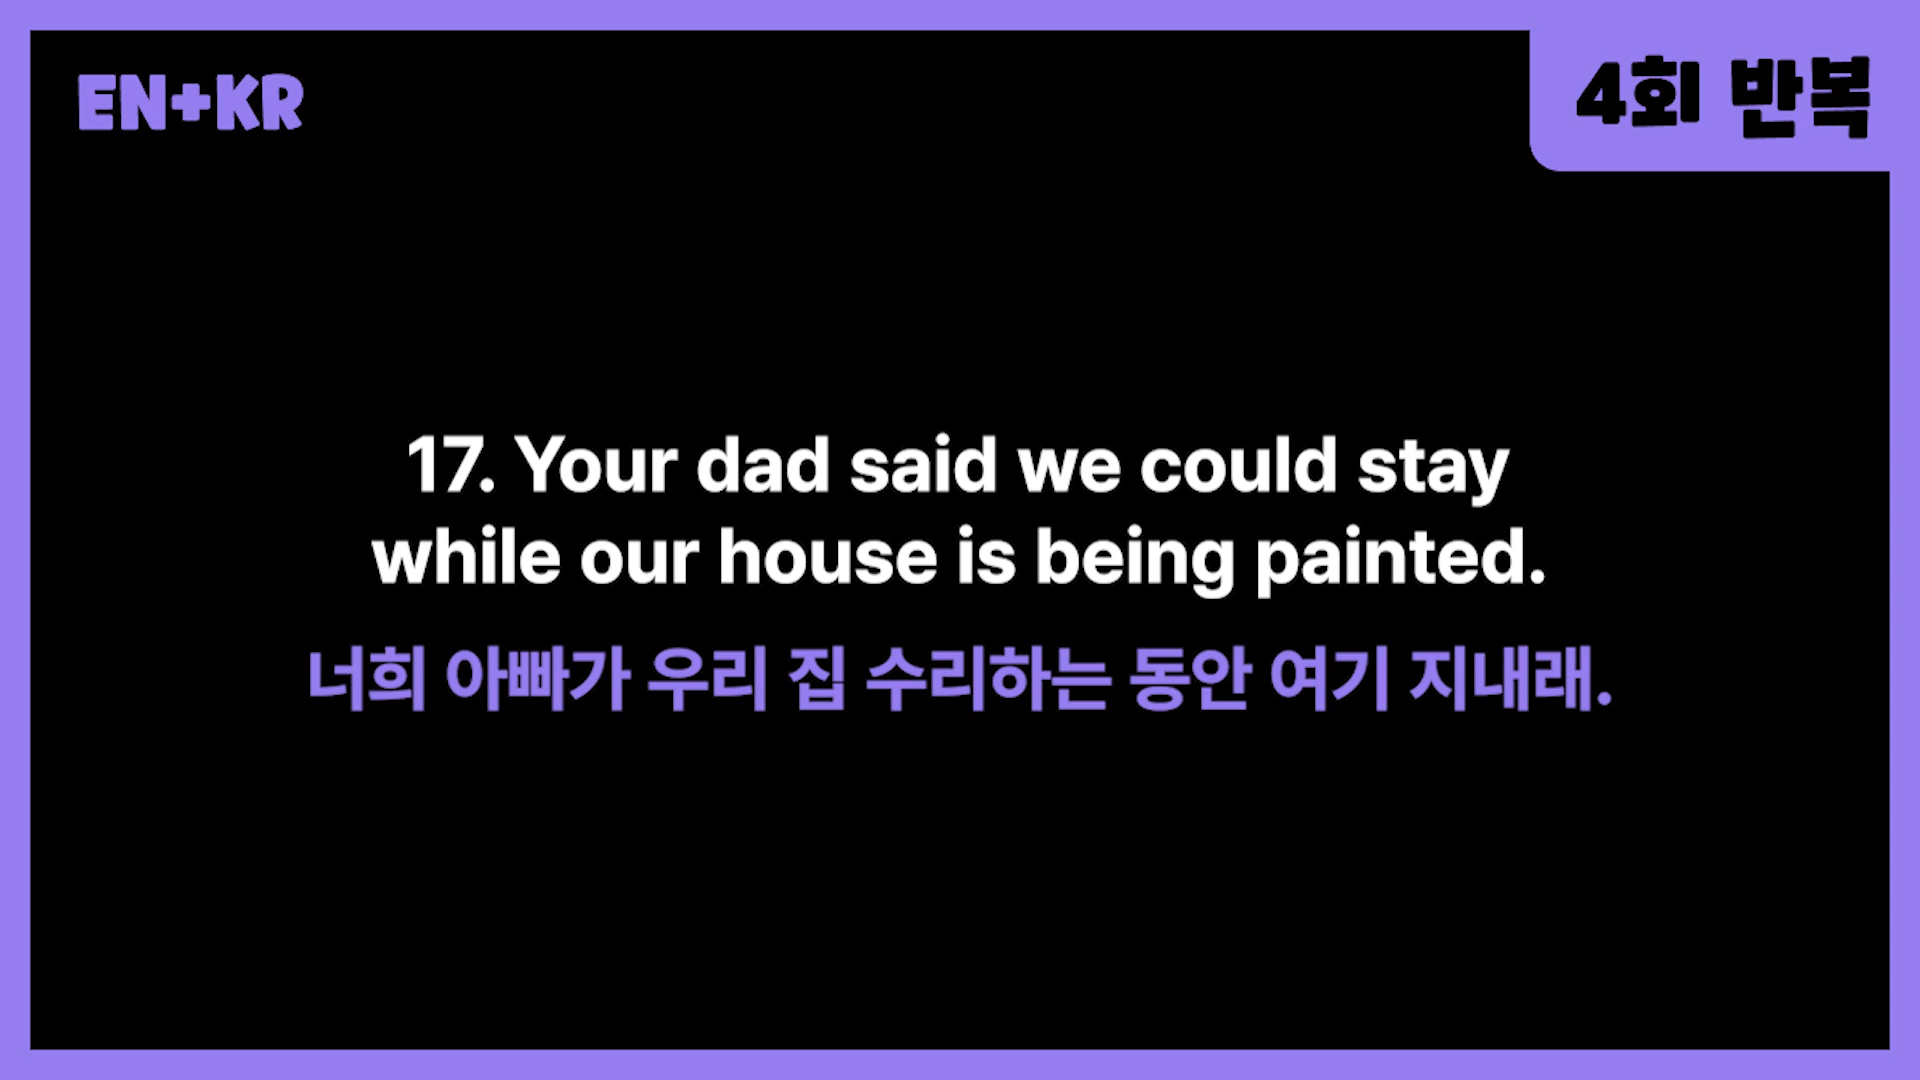 EN+KR
4회 반복
17. Your dad said we could stay
while our house is being painted.
너희 아빠가 우리 집 수리하는 동안 여기 지내래.